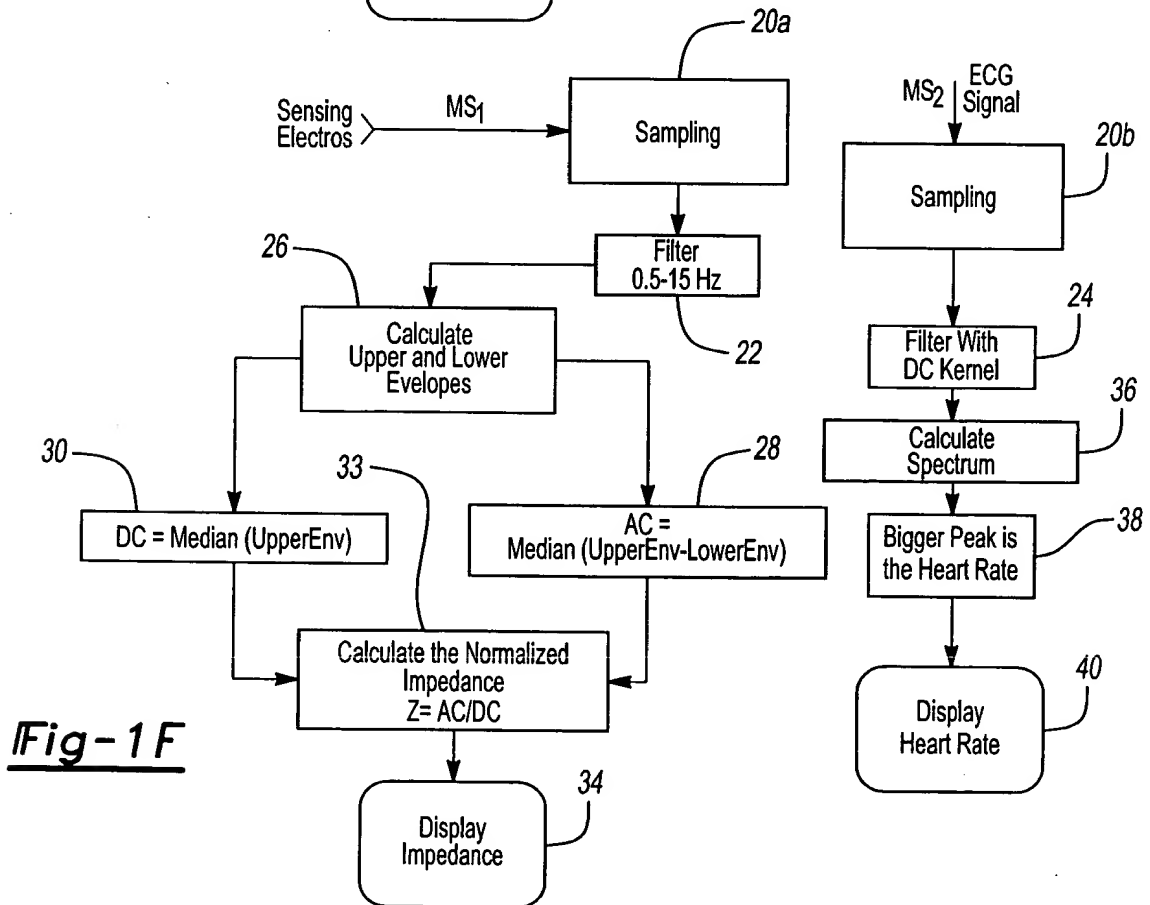 20a
Sensing
Electros
MS1
Sampling
MS2
ECG
Signal
20b
Sampling
26
Filter
0.5-15 Hz
22
Calculate
Upper and Lower
Evelopes
24
Filter With
DC Kernel
36
Calculate
Spectrum
30
33
28
DC = Median (UpperEnv)
AC =
Median (UpperEnv-LowerEnv)
38
Bigger Peak is
the Heart Rate
Calculate the Normalized
Impedance
Z= AC/DC
40
Display
Heart Rate
Fig-1F
34
Display
Impedance